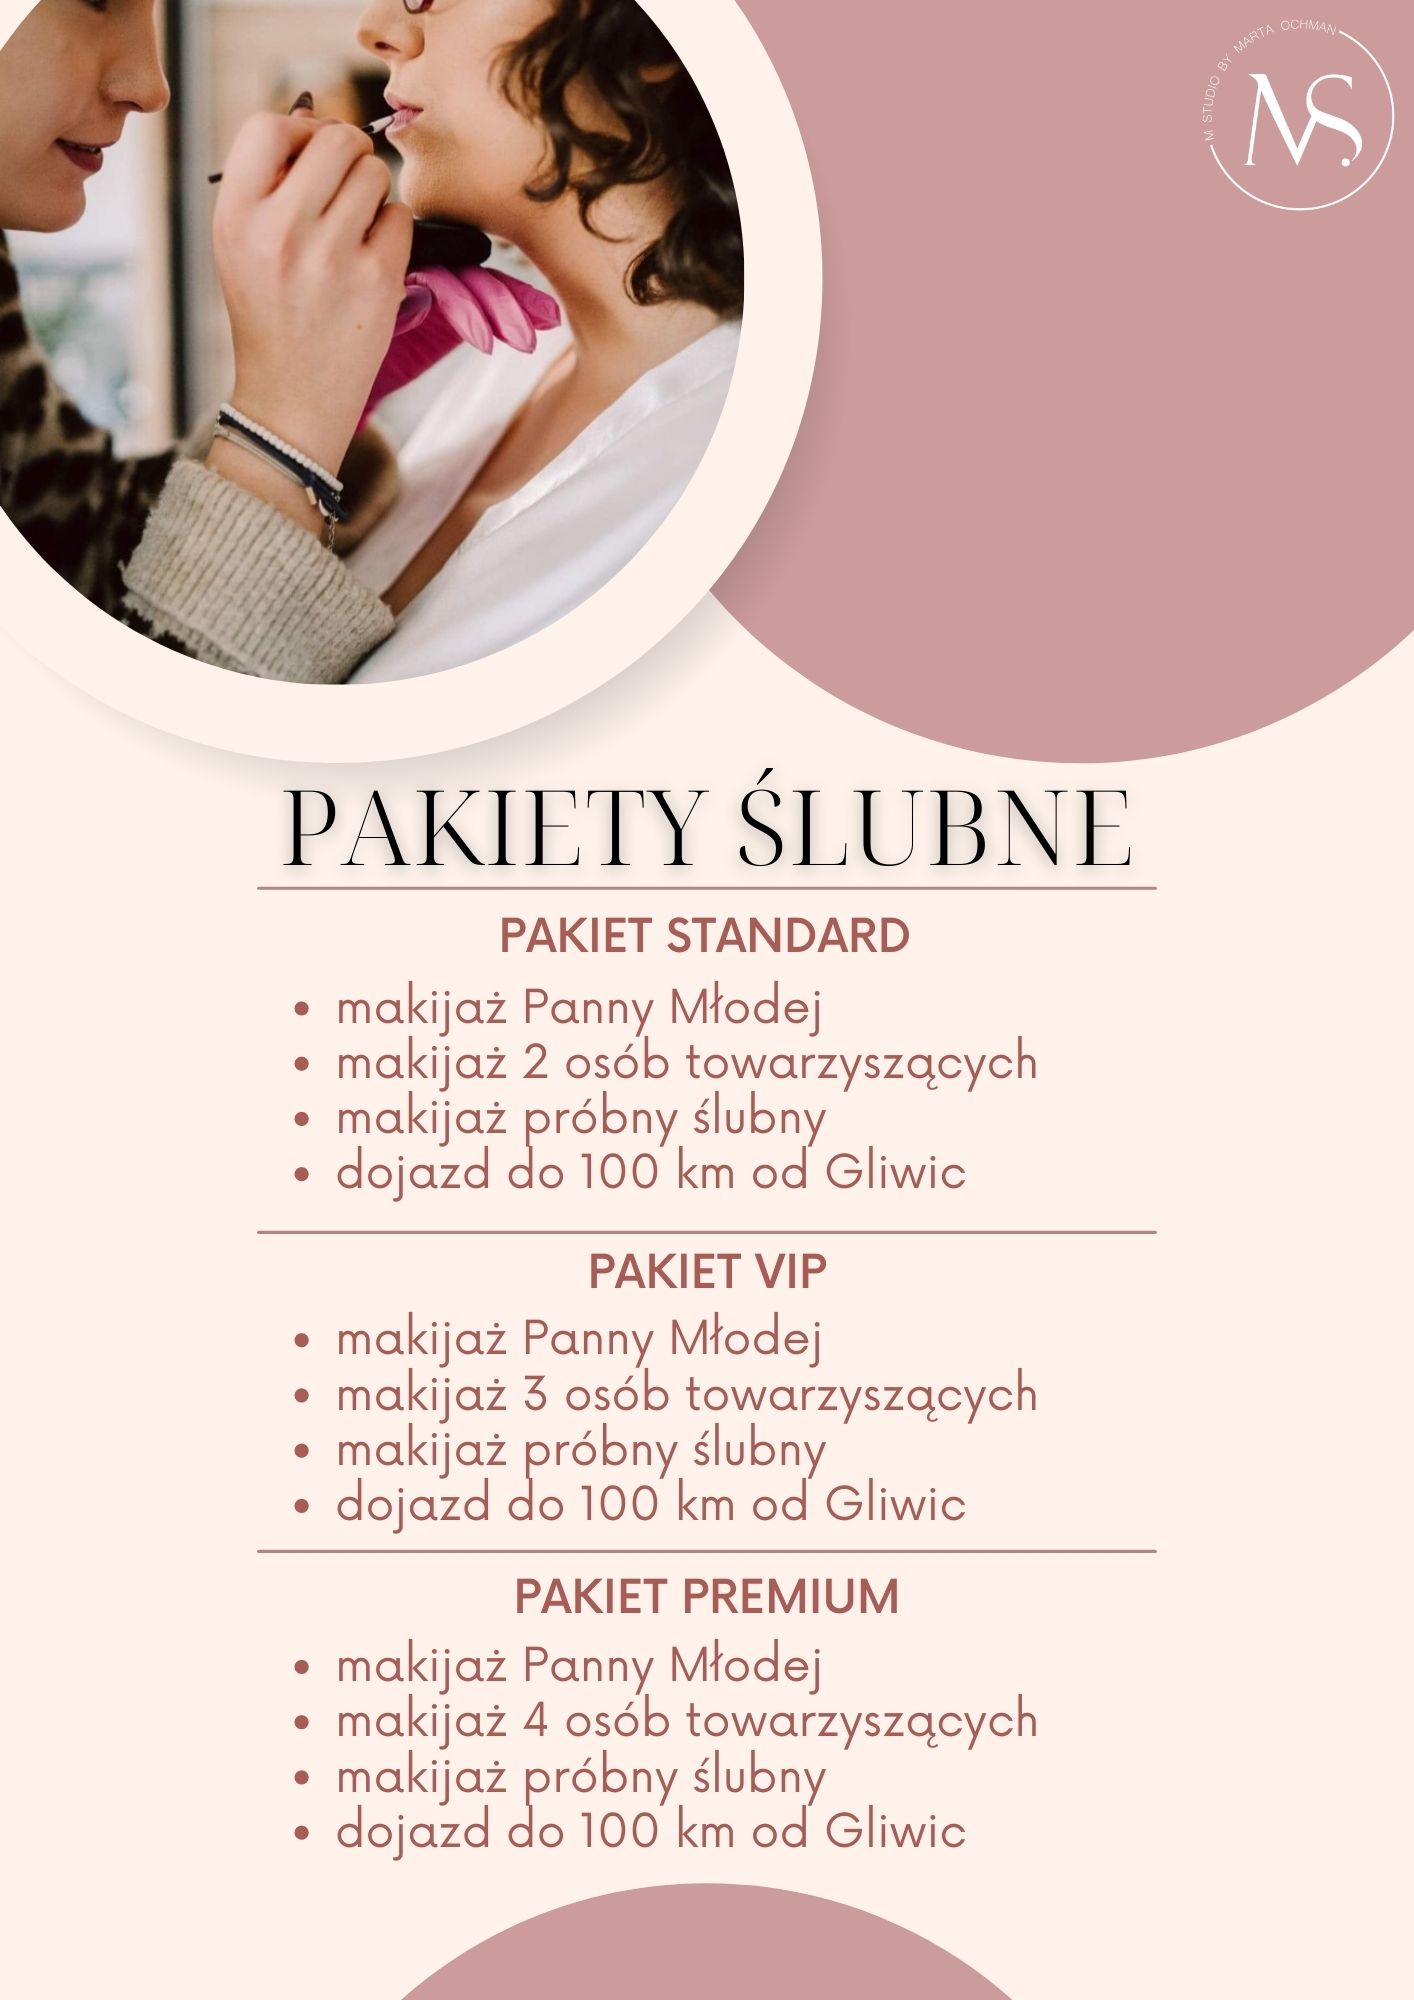 M STUDIO BY MARTA OCHMAN
MS.
PAKIETY ŚLUBNE
PAKIET STANDARD
• makijaż Panny Młodej
• makijaż 2 osób towarzyszących
• makijaż próbny ślubny
• dojazd do 100 km od Gliwic
PAKIET VIP
• makijaż Panny Młodej
• makijaż 3 osób towarzyszących
• makijaż próbny ślubny
• dojazd do 100 km od Gliwic
PAKIET PREMIUM
• makijaż Panny Młodej
• makijaż 4 osób towarzyszących
• makijaż próbny ślubny
• dojazd do 100 km od Gliwic